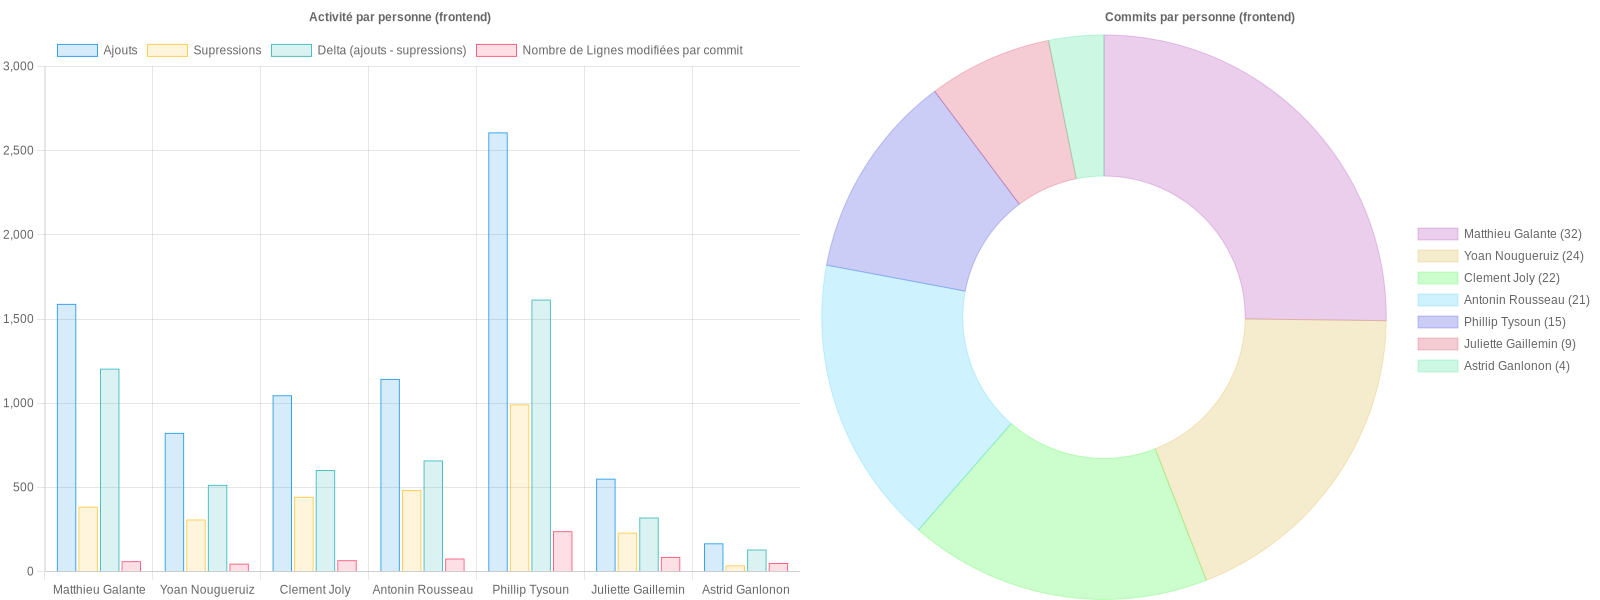 Activité par personne (frontend)
Ajouts Supressions Delta (ajouts - supressions) Nombre de Lignes modifiées par commit
3,000
2,500
2,000
1,500
1,000
500
0
Matthieu Galante Yoan Nougueruiz Clement Joly Antonin Rousseau Phillip Tysoun Juliette Gaillemin Astrid Ganlonon
Commits par personne (frontend)
Matthieu Galante (32)
Yoan Nougueruiz (24)
Clement Joly (22)
Antonin Rousseau (21)
Phillip Tysoun (15)
Juliette Gaillemin (9)
Astrid Ganlonon (4)